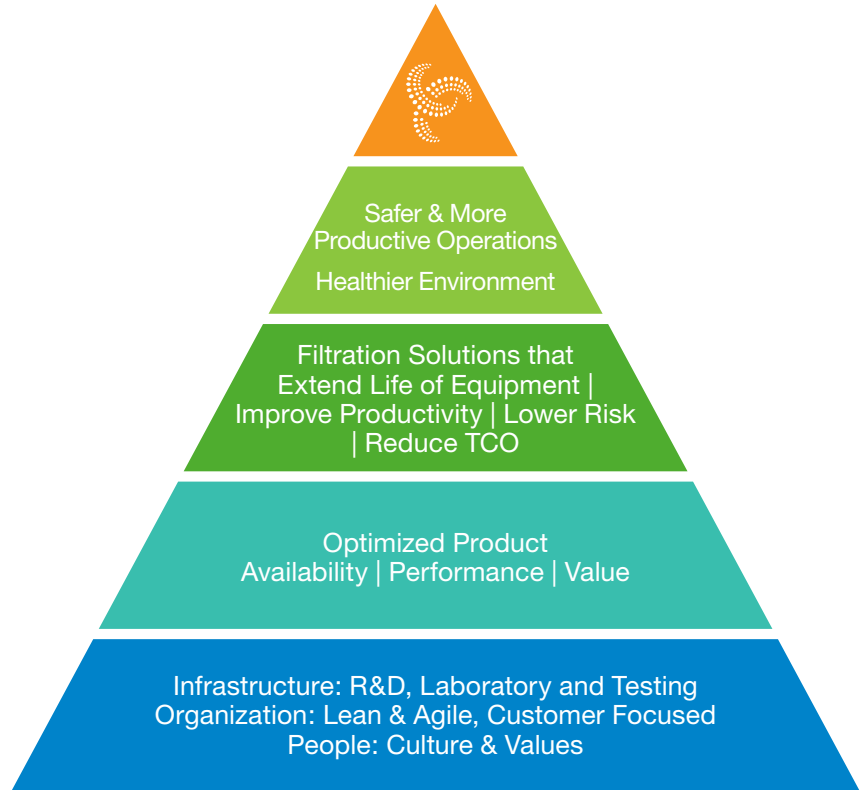 Safer & More
Productive Operations
Healthier Environment
Filtration Solutions that
Extend Life of Equipment |
Improve Productivity | Lower Risk
| Reduce TCO
Optimized Product
Availability | Performance | Value
Infrastructure: R&D, Laboratory and Testing
Organization: Lean & Agile, Customer Focused
People: Culture & Values